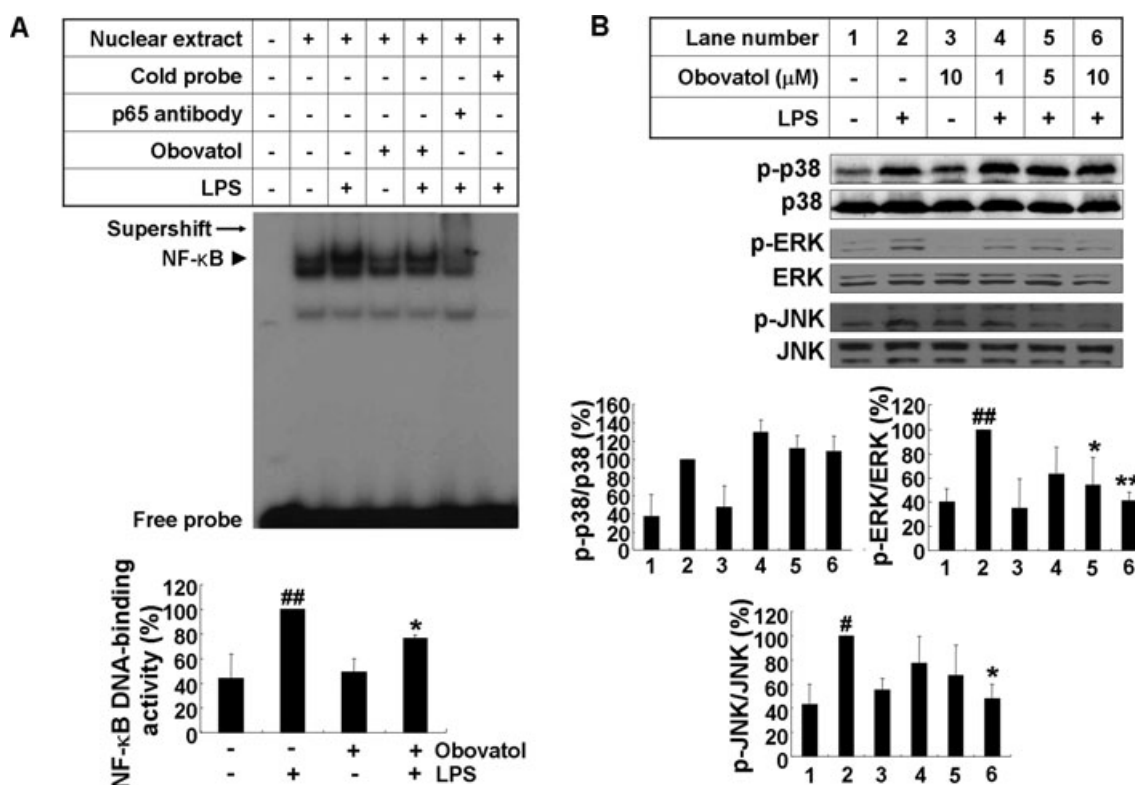 A
Nuclear extract - + + + + + +
Cold probe - - - - - - +
p65 antibody - - - - - + -
Obovatol - - - + + - -
LPS - - + - + + +
Supershift →
NF-κB ►
Free probe
NF-κB DNA-binding
activity (%)
120
100
80
60
40
20
0
##
*
- - + + Obovatol
- + - + LPS
B
Lane number 1 2 3 4 5 6
Obovatol (μM) - - 10 1 5 10
LPS - + - + + +
p-p38
p38
p-ERK
ERK
p-JNK
JNK
p-p38/p38 (%)
160
140
120
100
80
60
40
20
0
1 2 3 4 5 6
p-ERK/ERK (%)
120
100
80
60
40
20
0
##
*
**
1 2 3 4 5 6
p-JNK/JNK (%)
120
100
80
60
40
20
0
#
*
1 2 3 4 5 6